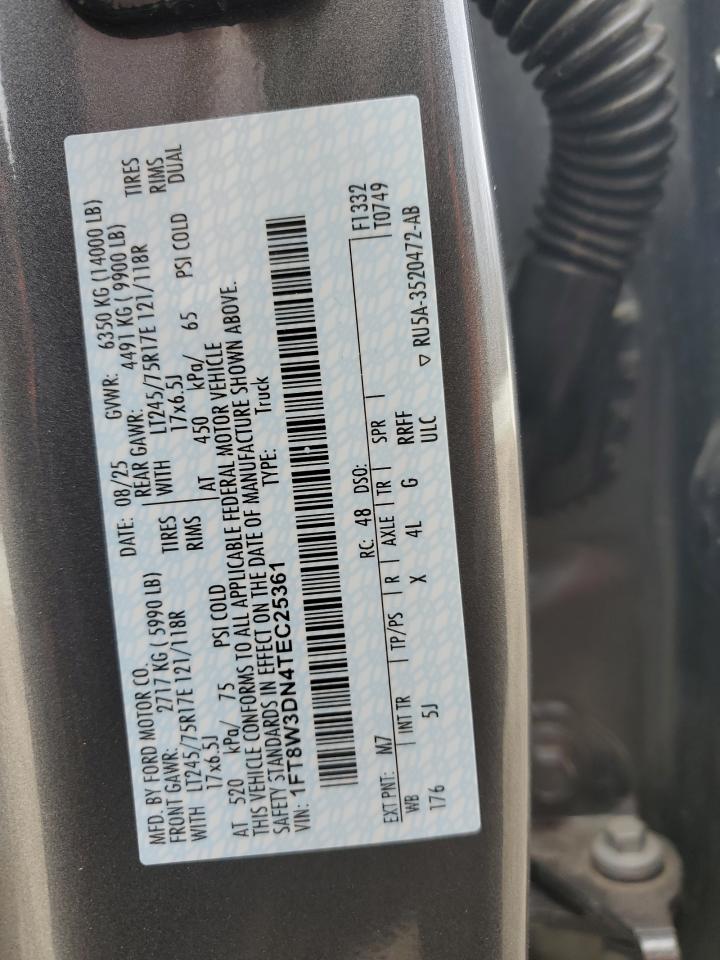 MFD. BY FORD MOTOR CO. DATE: 08/25 GVWR: 6350 KG (14000 LB)
FRONT GAWR: 2717 KG ( 5990 LB) REAR GAWR: 4491 KG ( 9900 LB)
WITH LT245/75R17E 121/118R TIRES WITH LT245/75R17E 121/118R TIRES
17x6.5J RIMS 17x6.5J RIMS
AT 520 kPa/ 75 PSI COLD AT 450 kPa/ 65 PSI COLD DUAL
THIS VEHICLE CONFORMS TO ALL APPLICABLE FEDERAL MOTOR VEHICLE
SAFETY STANDARDS IN EFFECT ON THE DATE OF MANUFACTURE SHOWN ABOVE.
VIN: 1FT8W3DN4TEC25361 TYPE: Truck
F1332
EXT PNT: M7 RC: 48 DSO: T0749
WB INT TR TP/PS R AXLE TR SPR
176 5J X 4L G RRFF
ULC
▽ RU5A-3520472-AB